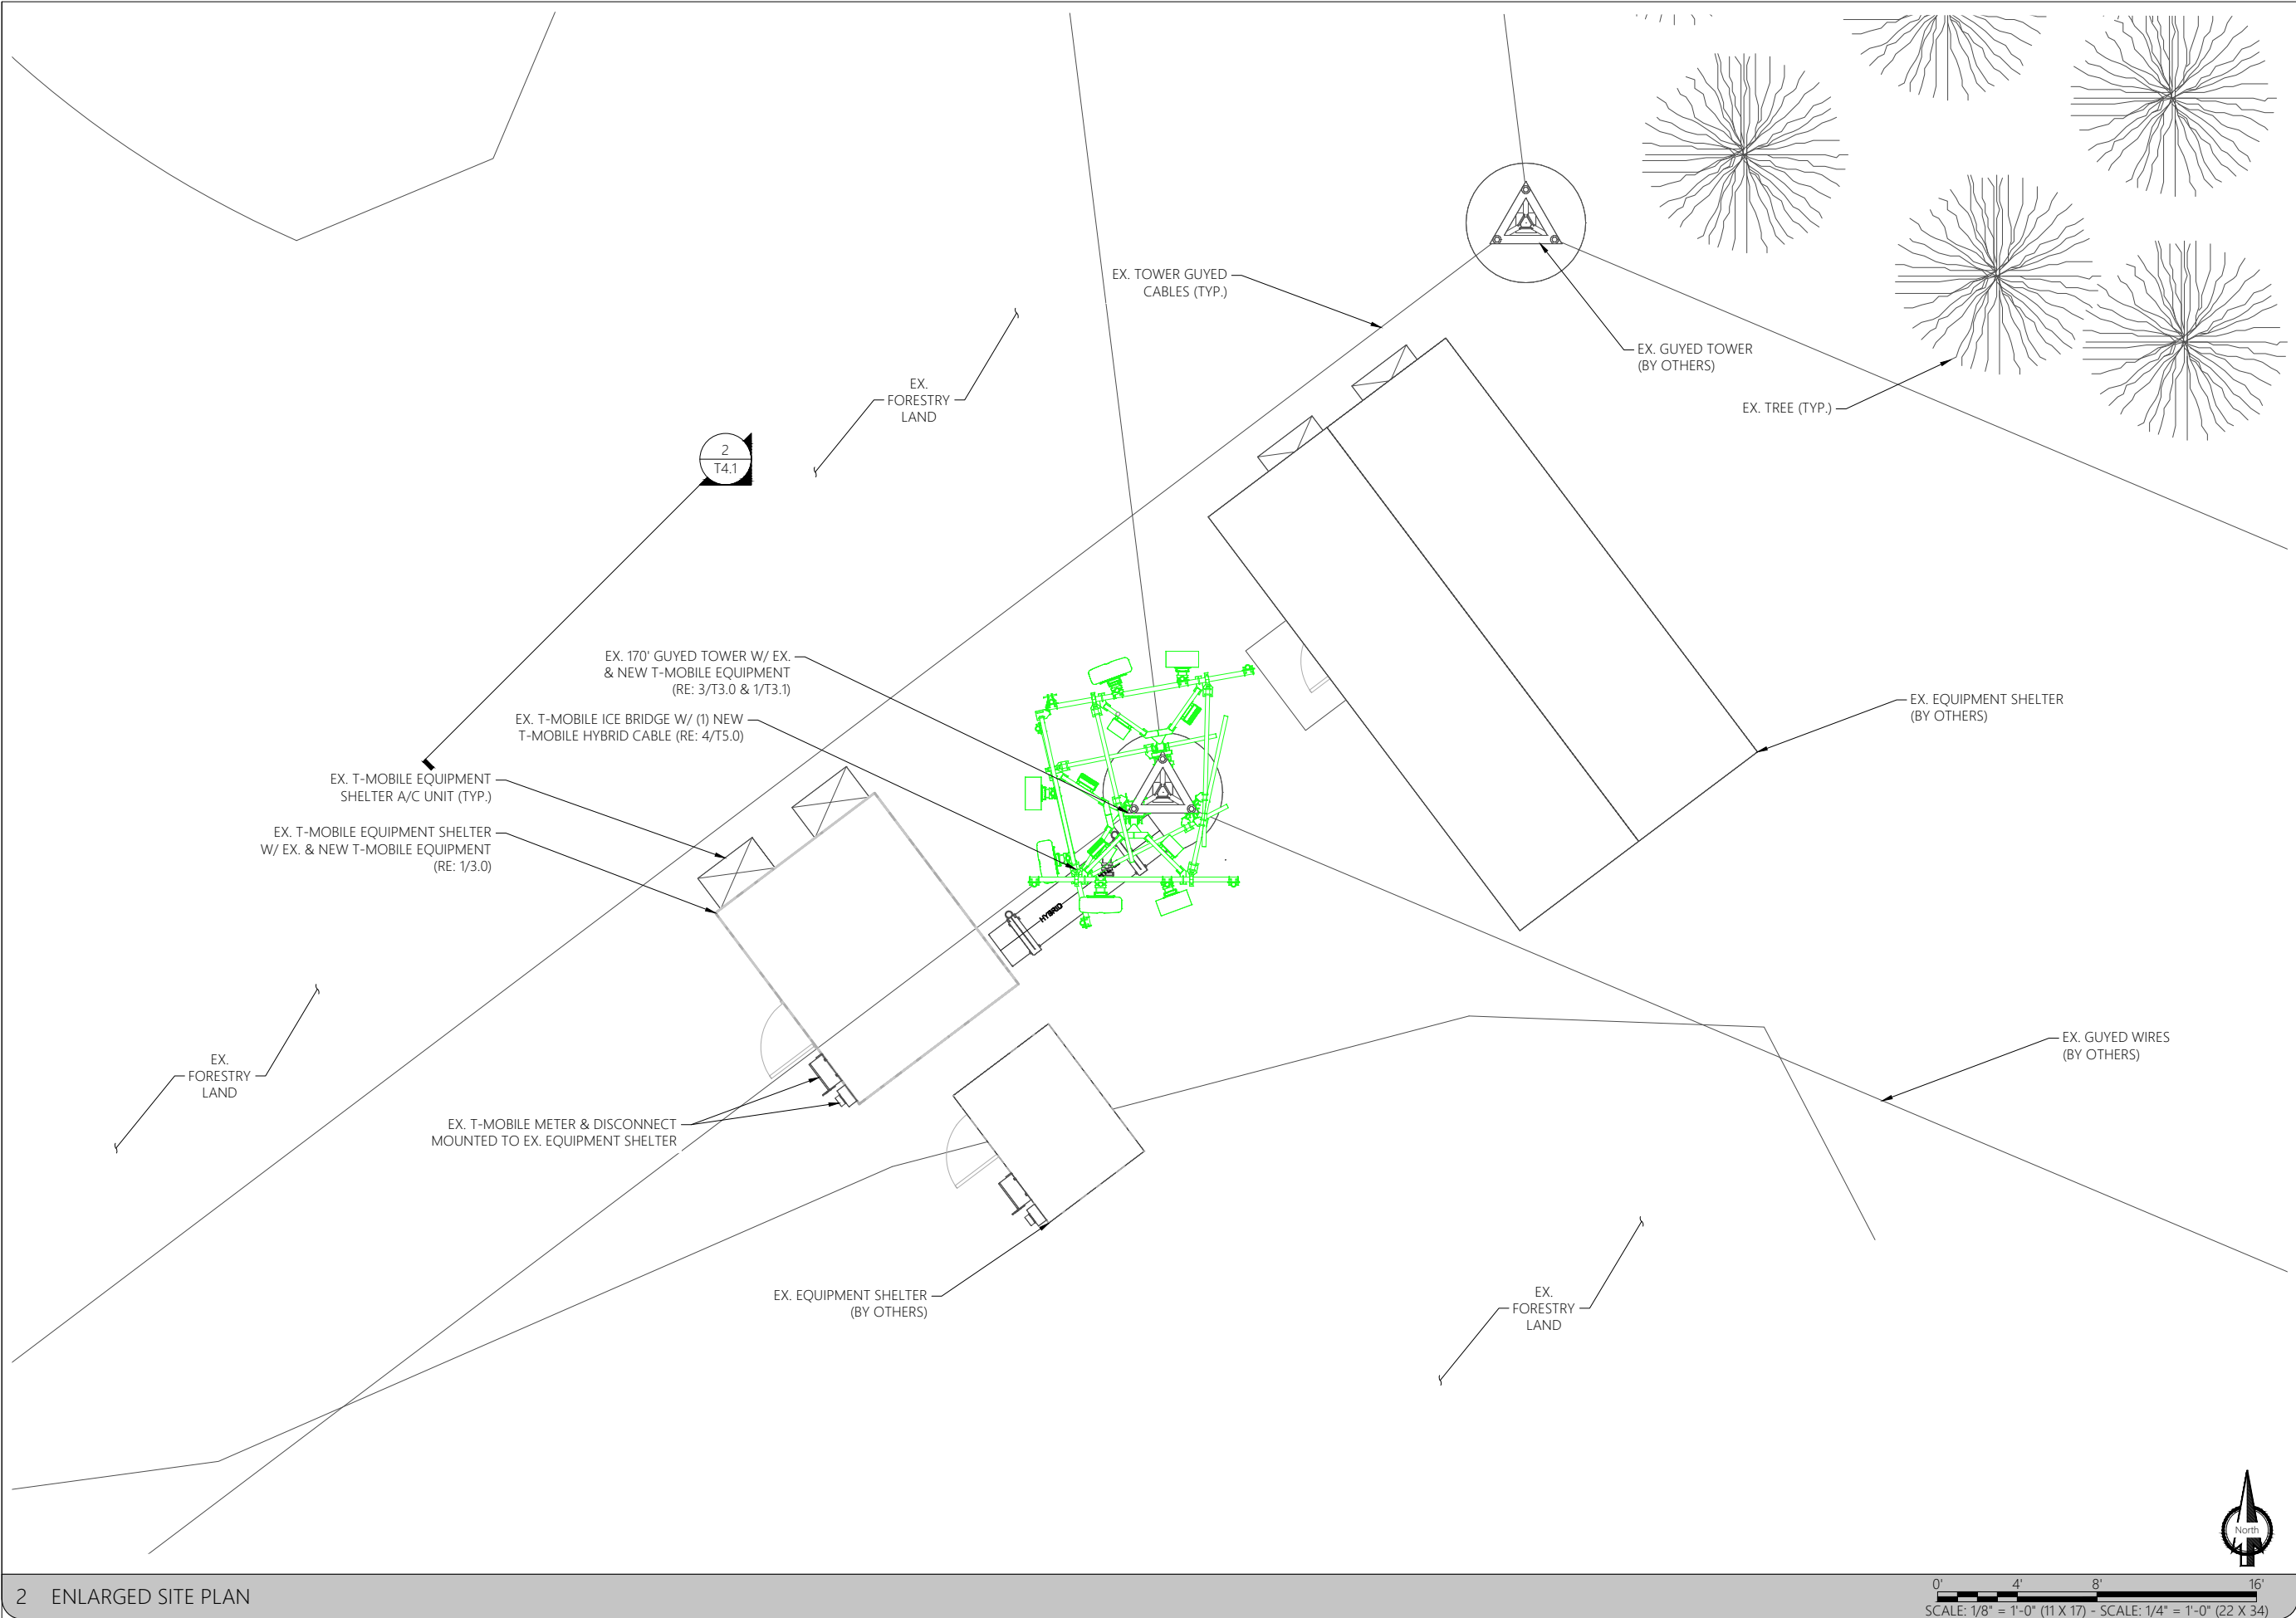 EX. TOWER GUYED
CABLES (TYP.)
EX. GUYED TOWER
(BY OTHERS)
EX.
FORESTRY
LAND
EX. TREE (TYP.)
2
T4.1
EX. 170' GUYED TOWER W/ EX.
& NEW T-MOBILE EQUIPMENT
(RE: 3/T3.0 & 1/T3.1)
EX. T-MOBILE ICE BRIDGE W/ (1) NEW
T-MOBILE HYBRID CABLE (RE: 4/T5.0)
EX. EQUIPMENT SHELTER
(BY OTHERS)
EX. T-MOBILE EQUIPMENT
SHELTER A/C UNIT (TYP.)
EX. T-MOBILE EQUIPMENT SHELTER
W/ EX. & NEW T-MOBILE EQUIPMENT
(RE: 1/3.0)
HYBRID
EX.
FORESTRY
LAND
EX. GUYED WIRES
(BY OTHERS)
EX. T-MOBILE METER & DISCONNECT
MOUNTED TO EX. EQUIPMENT SHELTER
EX. EQUIPMENT SHELTER
(BY OTHERS)
EX.
FORESTRY
LAND
North
2 ENLARGED SITE PLAN
0' 4' 8' 16'
SCALE: 1/8" = 1'-0" (11 X 17) - SCALE: 1/4" = 1'-0" (22 X 34)